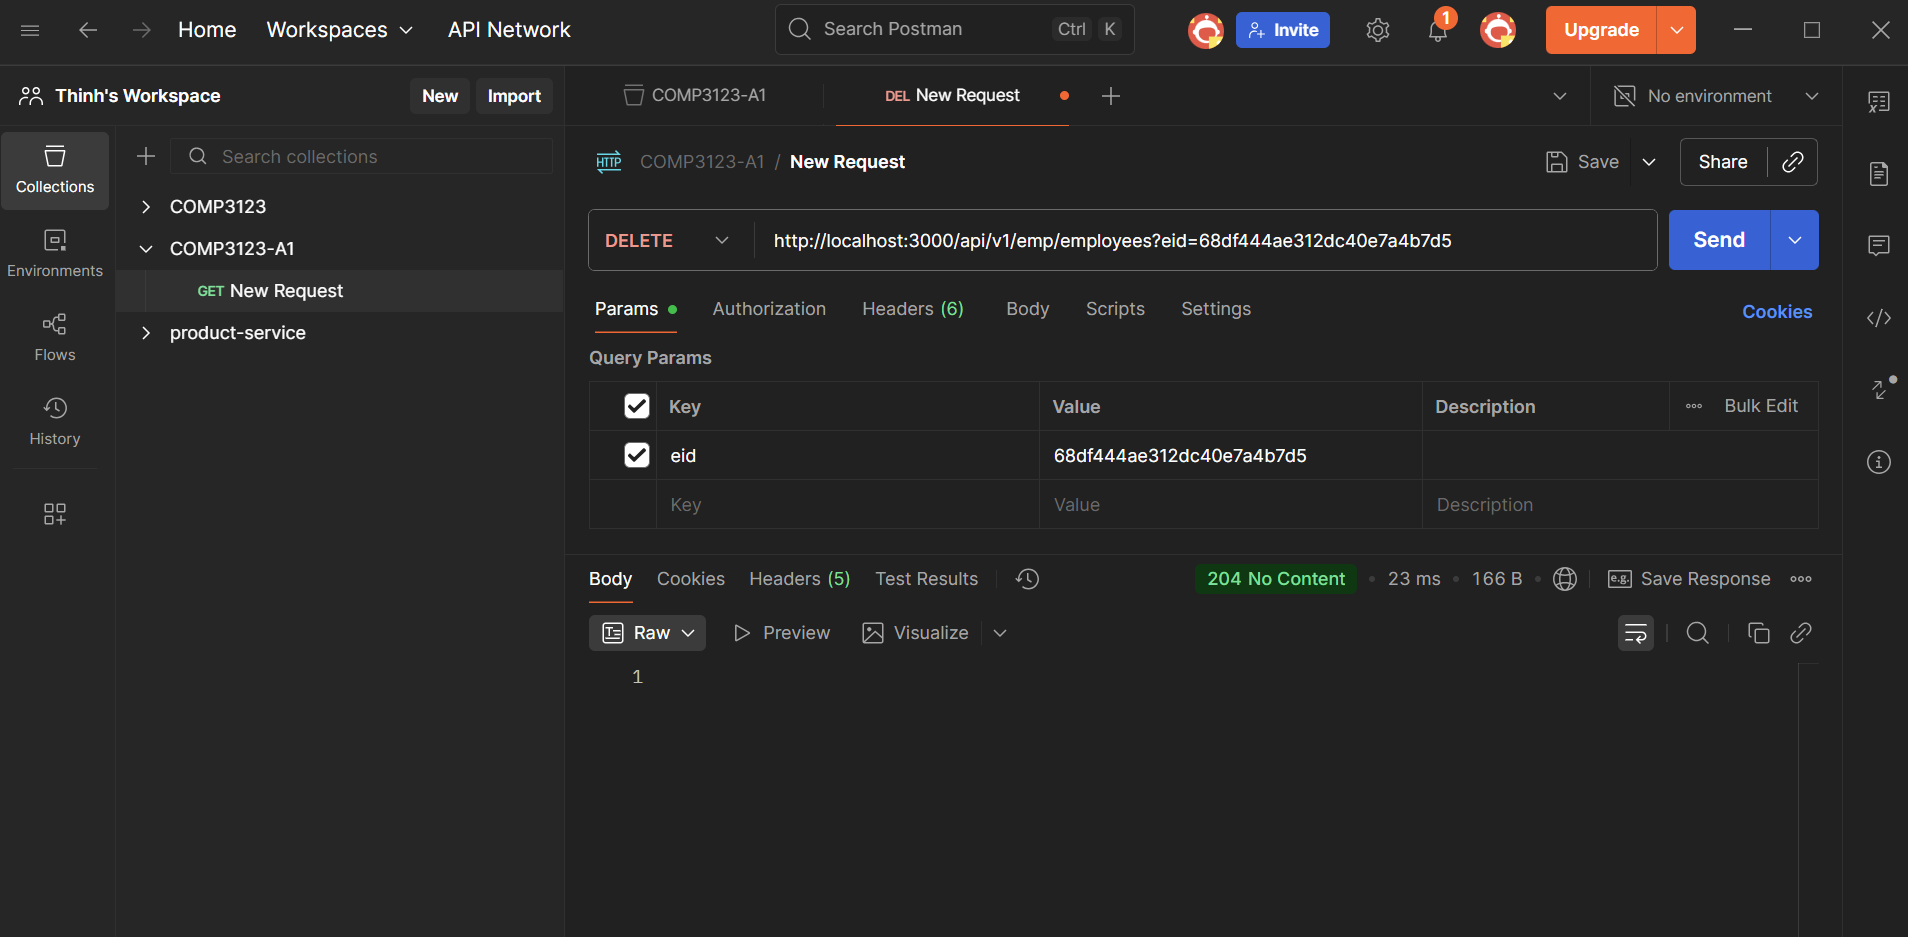 Home Workspaces API Network Search Postman Ctrl K Invite 1 Upgrade
Thinh's Workspace New Import COMP3123-A1 DEL New Request No environment
Collections
Environments
Flows
History
Search collections
COMP3123
COMP3123-A1
GET New Request
product-service
HTTP COMP3123-A1 / New Request Save Share
DELETE http://localhost:3000/api/v1/emp/employees?eid=68df444ae312dc40e7a4b7d5 Send
Params Authorization Headers (6) Body Scripts Settings Cookies
Query Params
Key Value Description Bulk Edit
eid 68df444ae312dc40e7a4b7d5
Key Value Description
Body Cookies Headers (5) Test Results 204 No Content 23 ms 166 B e.g. Save Response
Raw Preview Visualize
1